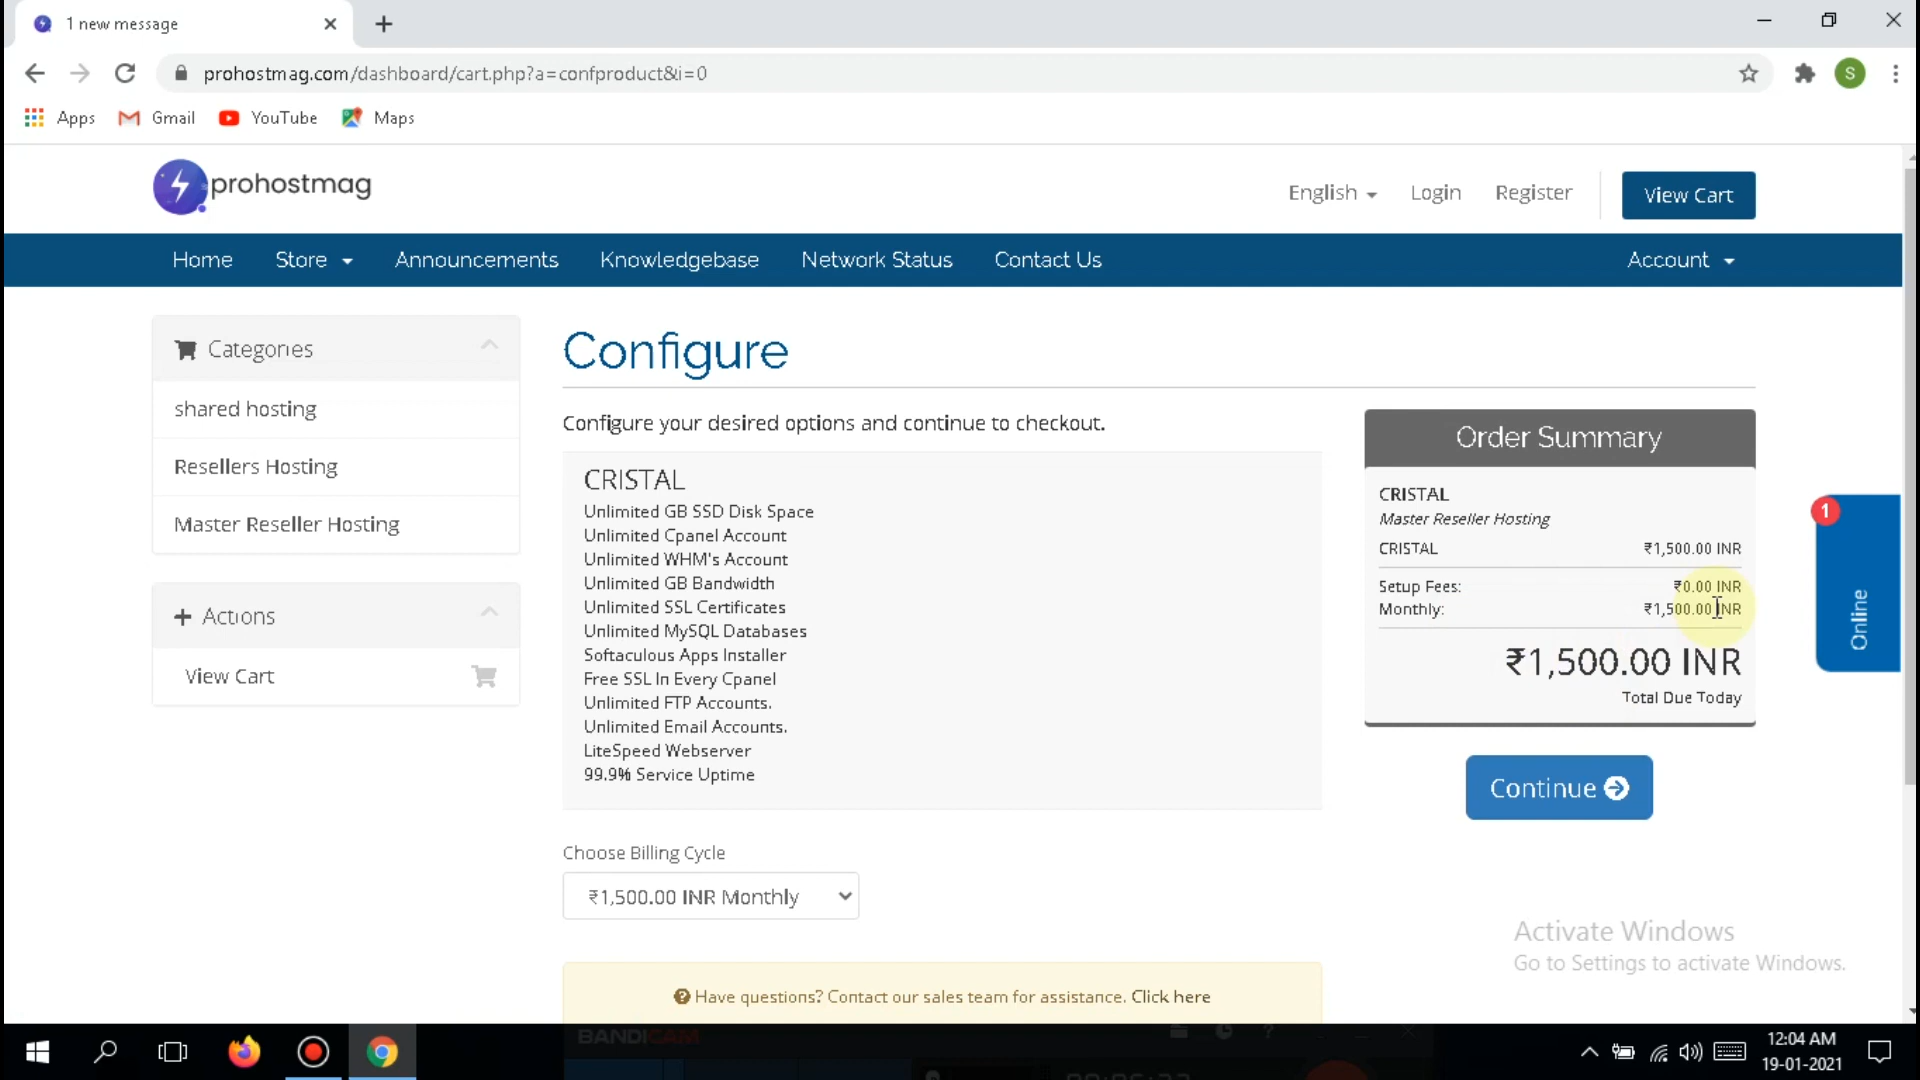 1 new message
prohostmag.com/dashboard/cart.php?a=confproduct&i=0
S
Apps Gmail YouTube Maps
prohostmag
English Login Register View Cart
Home Store Announcements Knowledgebase Network Status Contact Us Account
Categories
shared hosting
Resellers Hosting
Master Reseller Hosting
Actions
View Cart
Configure
Configure your desired options and continue to checkout.
CRISTAL
Unlimited GB SSD Disk Space
Unlimited Cpanel Account
Unlimited WHM's Account
Unlimited GB Bandwidth
Unlimited SSL Certificates
Unlimited MySQL Databases
Softaculous Apps Installer
Free SSL In Every Cpanel
Unlimited FTP Accounts.
Unlimited Email Accounts.
LiteSpeed Webserver
99.9% Service Uptime
Choose Billing Cycle
₹1,500.00 INR Monthly
Have questions? Contact our sales team for assistance. Click here
Order Summary
CRISTAL
Master Reseller Hosting
CRISTAL ₹1,500.00 INR
Setup Fees: ₹0.00 INR
Monthly: ₹1,500.00 INR
₹1,500.00 INR
Total Due Today
Continue
1
Online
Activate Windows
Go to Settings to activate Windows.
BANDICAM
12:04 AM
19-01-2021